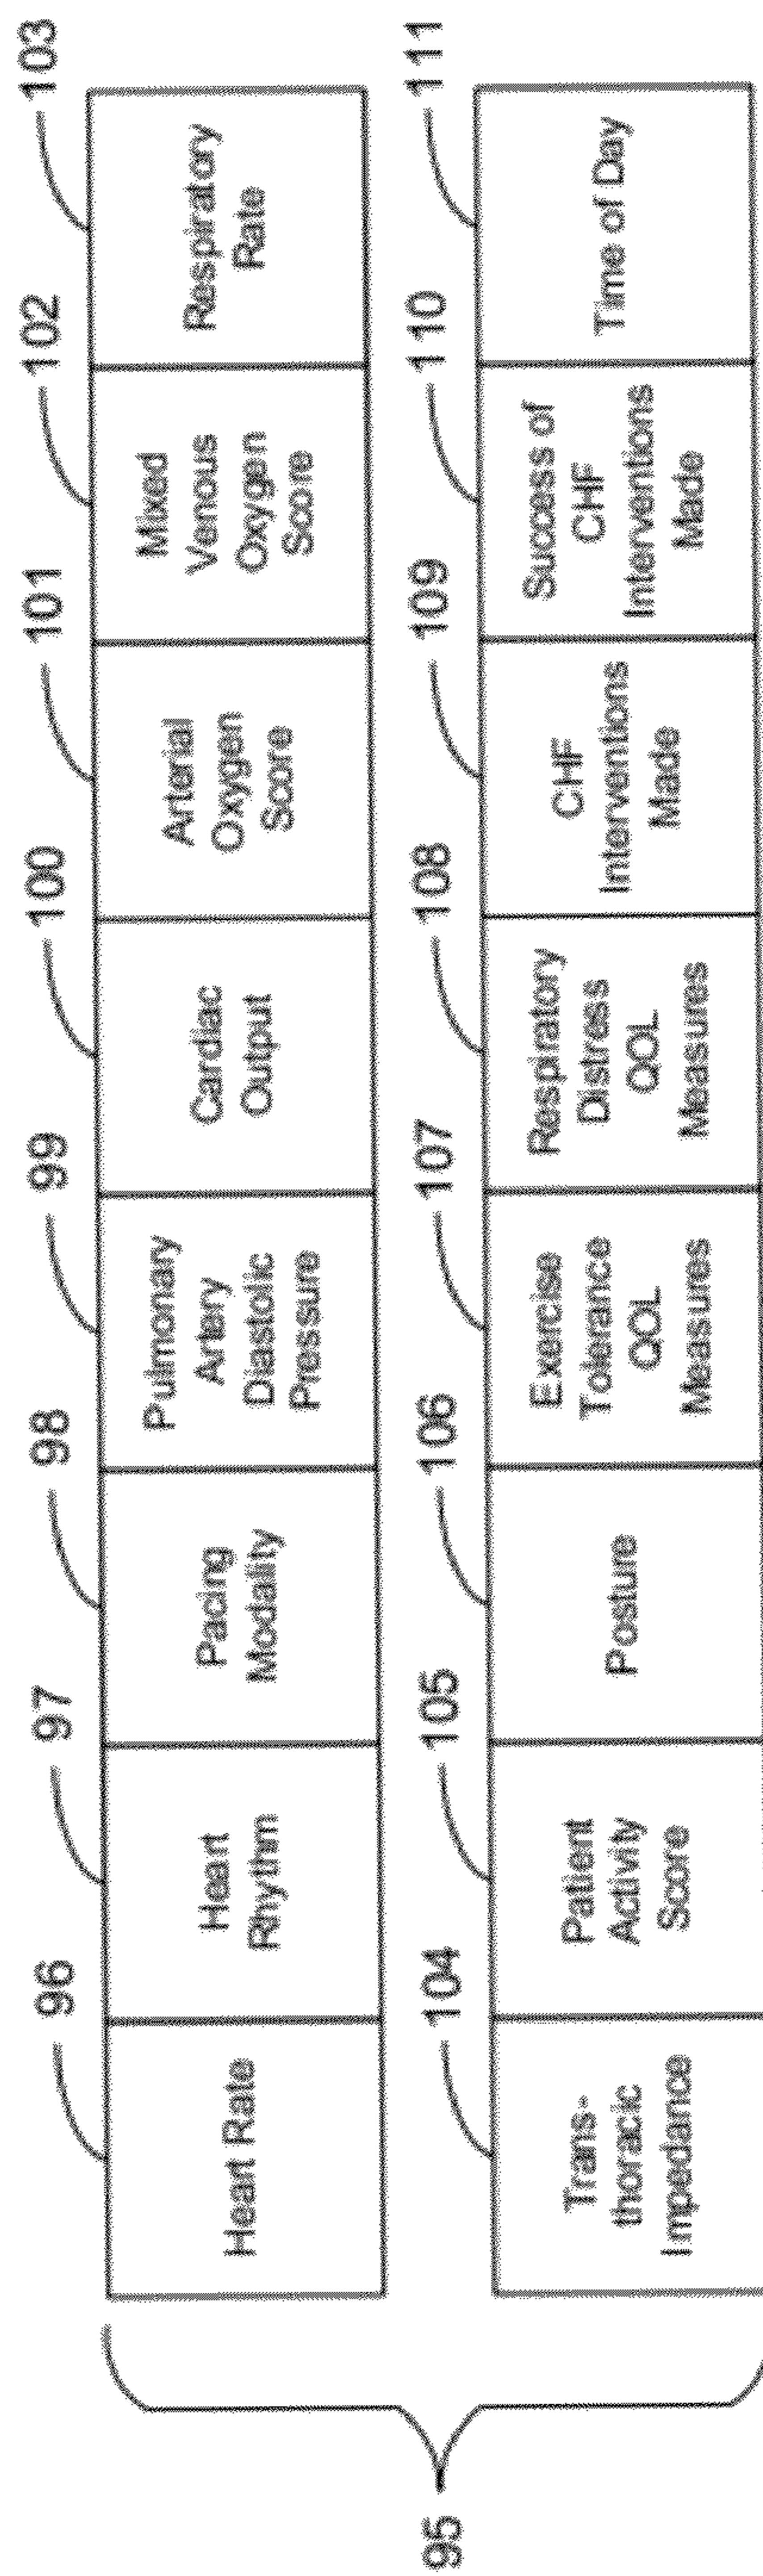 96
97
98
99
100
101
102
103
Heart Rate
Heart
Rhythm
Pacing
Modality
Pulmonary
Artery
Diastolic
Pressure
Cardiac
Output
Arterial
Oxygen
Score
Mixed
Venous
Oxygen
Score
Respiratory
Rate
95
104
105
106
107
108
109
110
111
Trans-
thoracic
Impedance
Patient
Activity
Score
Posture
Exercise
Tolerance
QOL
Measures
Respiratory
Distress
QOL
Measures
CHF
Interventions
Made
Success of
CHF
Interventions
Made
Time of Day